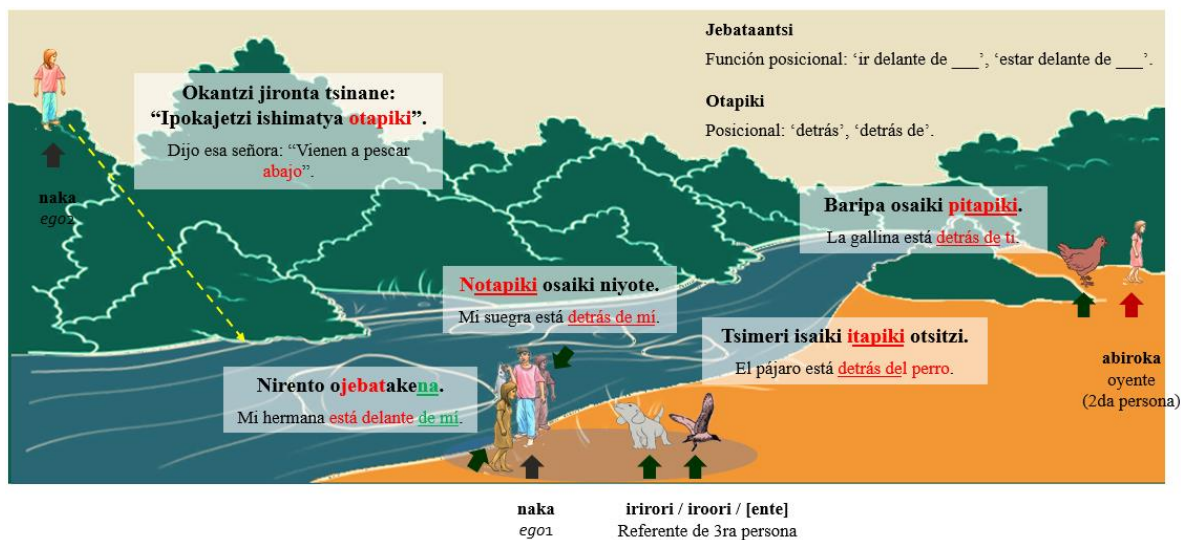 Jebataantsi
Función posicional: ‘ir delante de ___’, ‘estar delante de ___’.
Otapiki
Posicional: ‘detrás’, ‘detrás de’.
Okantzi jironta tsinane:
“Ipokajetzi ishimatya otapiki”.
Dijo esa señora: “Vienen a pescar
abajo”.
naka
ego2
Baripa osaiki pitapiki.
La gallina está detrás de ti.
Notapiki osaiki niyote.
Mi suegra está detrás de mí.
Tsimeri isaiki itapiki otsitzi.
El pájaro está detrás del perro.
abiroka
oyente
(2da persona)
Nirento ojebatakena.
Mi hermana está delante de mí.
naka
ego1
irirori / iroori / [ente]
Referente de 3ra persona